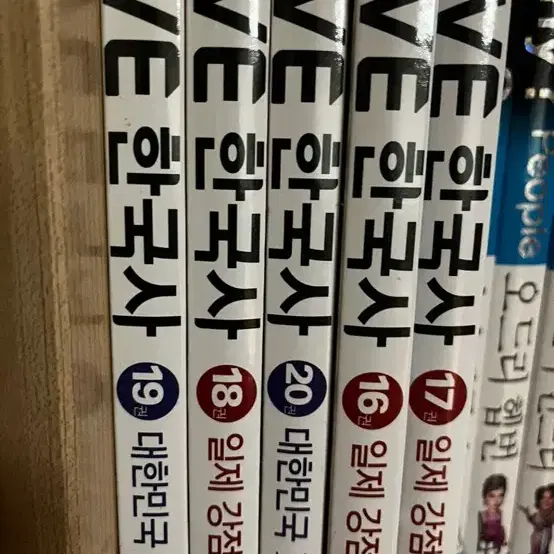 VE 한국사 19권 대한민국
VE 한국사 18권 일제 강점
VE 한국사 20권 대한민국
VE 한국사 16권 일제 강점
VE 한국사 17권 일제 강점
People 오드리 헵번